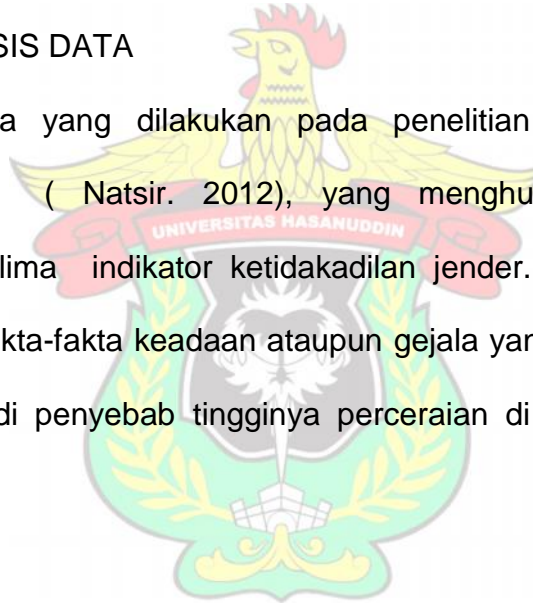 SIS DATA
a yang dilakukan pada penelitian
( Natsir. 2012), yang menghu
UNIVERSITAS HASANUDDIN
lima indikator ketidakadilan jender.
kta-fakta keadaan ataupun gejala yan
di penyebab tingginya perceraian di